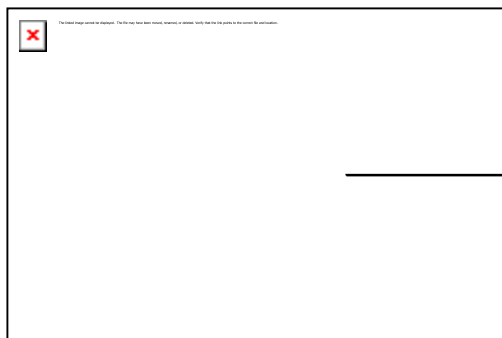 The linked image cannot be displayed.  The file may have been moved, renamed, or deleted. Verify that the link points to the correct file and location.